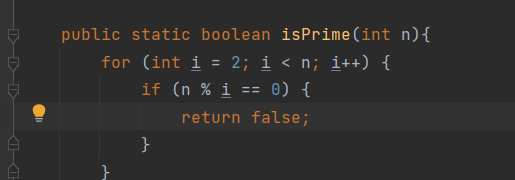 public static boolean isPrime(int n){
for (int i = 2; i < n; i++) {
if (n % i == 0) {
return false;
}
}